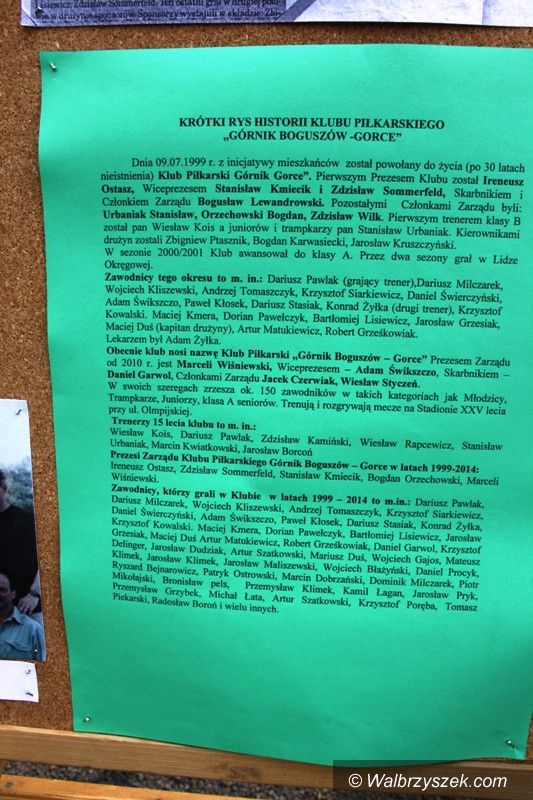 Zdzisław Sommerfeld. Ten ostatni grał w drugiej
w drużynę sponsorów. Sponsorzy wystąpili w składzie:
KRÓTKI RYS HISTORII KLUBU PIŁKARSKIEGO
„GÓRNIK BOGUSZÓW -GORCE”
Dnia 09.07.1999 r. z inicjatywy mieszkańców został powołany do życia (po 30 latach
nieistnienia) Klub Piłkarski Górnik Gorce”. Pierwszym Prezesem Klubu został Ireneusz
Ostasz, Wiceprezesem Stanisław Kmiecik i Zdzisław Sommerfeld, Skarbnikiem i
Członkiem Zarządu Bogusław Lewandrowski. Pozostałymi Członkami Zarządu byli:
Urbaniak Stanisław, Orzechowski Bogdan, Zdzisław Wilk. Pierwszym trenerem klasy B
został pan Wiesław Kois a juniorów i trampkarzy pan Stanisław Urbaniak. Kierownikami
drużyn zostali Zbigniew Ptasznik, Bogdan Karwasiecki, Jarosław Kruszczyński.
W sezonie 2000/2001 Klub awansował do klasy A. Przez dwa sezony grał w Lidze
Okręgowej.
Zawodnicy tego okresu to m. in.: Dariusz Pawlak (grający trener),Dariusz Milczarek,
Wojciech Kliszewski, Andrzej Tomaszczyk, Krzysztof Siarkiewicz, Daniel Świerczyński,
Adam Świkszczo, Paweł Kłosek, Dariusz Stasiak, Konrad Żyłka (drugi trener), Krzysztof
Kowalski. Maciej Kmera, Dorian Pawełczyk, Bartłomiej Lisiewicz, Jarosław Grzesiak,
Maciej Duś (kapitan drużyny), Artur Matukiewicz, Robert Grześkowiak.
Lekarzem był Adam Żyłka.
Obecnie klub nosi nazwę Klub Piłkarski „Górnik Boguszów – Gorce” Prezesem Zarządu
od 2010 r. jest Marceli Wiśniewski, Wiceprezesem – Adam Świkszczo, Skarbnikiem –
Daniel Garwol, Członkami Zarządu Jacek Czerwiak, Wiesław Styczeń.
W swoich szeregach zrzesza ok. 150 zawodników w takich kategoriach jak Młodzicy,
Trampkarze, Juniorzy, klasa A seniorów. Trenują i rozgrywają mecze na Stadionie XXV lecia
przy ul. Olmpijskiej.
Trenerzy 15 lecia klubu to m. in.:
Wiesław Kois, Dariusz Pawlak, Zdzisław Kamiński, Wiesław Rapcewicz, Stanisław
Urbaniak, Marcin Kwiatkowski, Jarosław Borcoń
Prezesi Zarządu Klubu Piłkarskiego Górnik Boguszów – Gorce w latach 1999-2014:
Ireneusz Ostasz, Zdzisław Sommerfeld, Stanisław Kmiecik, Bogdan Orzechowski, Marceli
Wiśniewski.
Zawodnicy, którzy grali w Klubie w latach 1999 – 2014 to m.in.: Dariusz Pawlak,
Dariusz Milczarek, Wojciech Kliszewski, Andrzej Tomaszczyk, Krzysztof Siarkiewicz,
Daniel Świerczyński, Adam Świkszczo, Paweł Kłosek, Dariusz Stasiak, Konrad Żyłka,
Krzysztof Kowalski. Maciej Kmera, Dorian Pawełczyk, Bartłomiej Lisiewicz, Jarosław
Grzesiak, Maciej Duś Artur Matukiewicz, Robert Grześkowiak, Daniel Garwol, Krzysztof
Delinger, Jarosław Dudziak, Artur Szatkowski, Mariusz Duś, Wojciech Gajos, Mateusz
Klimek, Jarosław Klimek, Jarosław Maliszewski, Wojciech Błażyński, Daniel Procyk,
Ryszard Bejnarowicz, Patryk Ostrowski, Marcin Dobrzański, Dominik Milczarek, Piotr
Mikołajski, Bronisław pels, Przemysław Klimek, Kamil Łagan, Jarosław Pryk,
Przemysław Grzybek, Michał Łata, Artur Szatkowski, Krzysztof Poręba, Tomasz
Piekarski, Radosław Boroń i wielu innych.
© Walbrzyszek.com